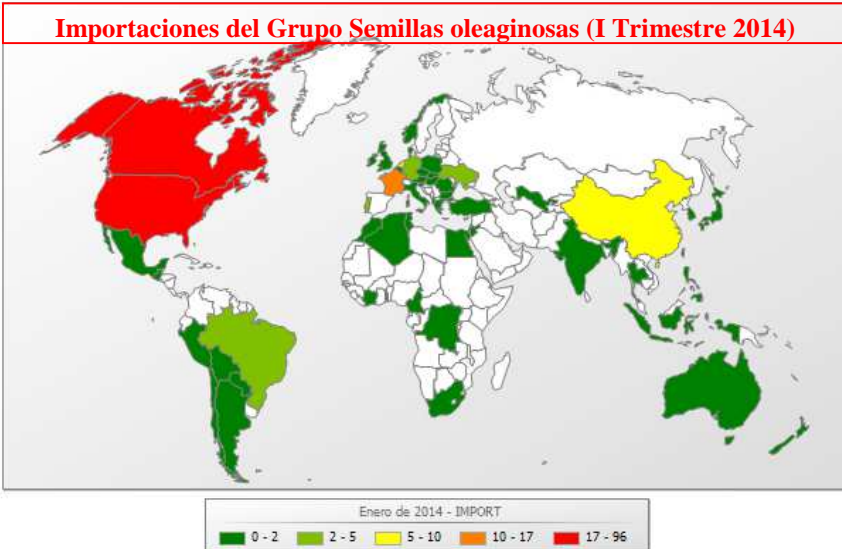 Importaciones del Grupo Semillas oleaginosas (I Trimestre 2014)
Enero de 2014 - IMPORT
0 - 2 2 - 5 5 - 10 10 - 17 17 - 96